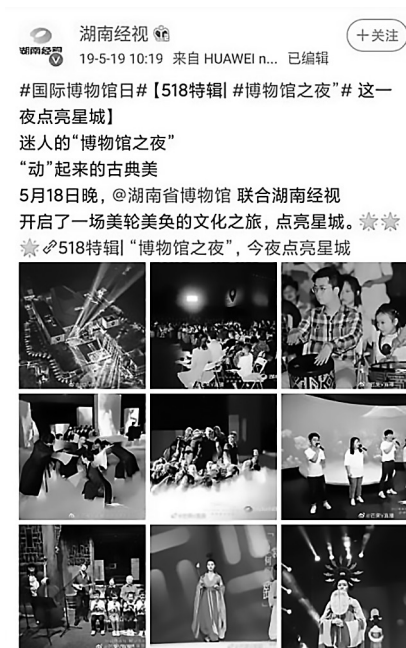 湖南经视
湖南经视
+关注
19-5-19 10:19 来自 HUAWEI n... 已编辑
#国际博物馆日#【518特辑| #博物馆之夜"# 这一
夜点亮星城】
迷人的“博物馆之夜”
“动”起来的古典美
5月18日晚，@湖南省博物馆 联合湖南经视
开启了一场美轮美奂的文化之旅，点亮星城。
518特辑| “博物馆之夜”，今夜点亮星城